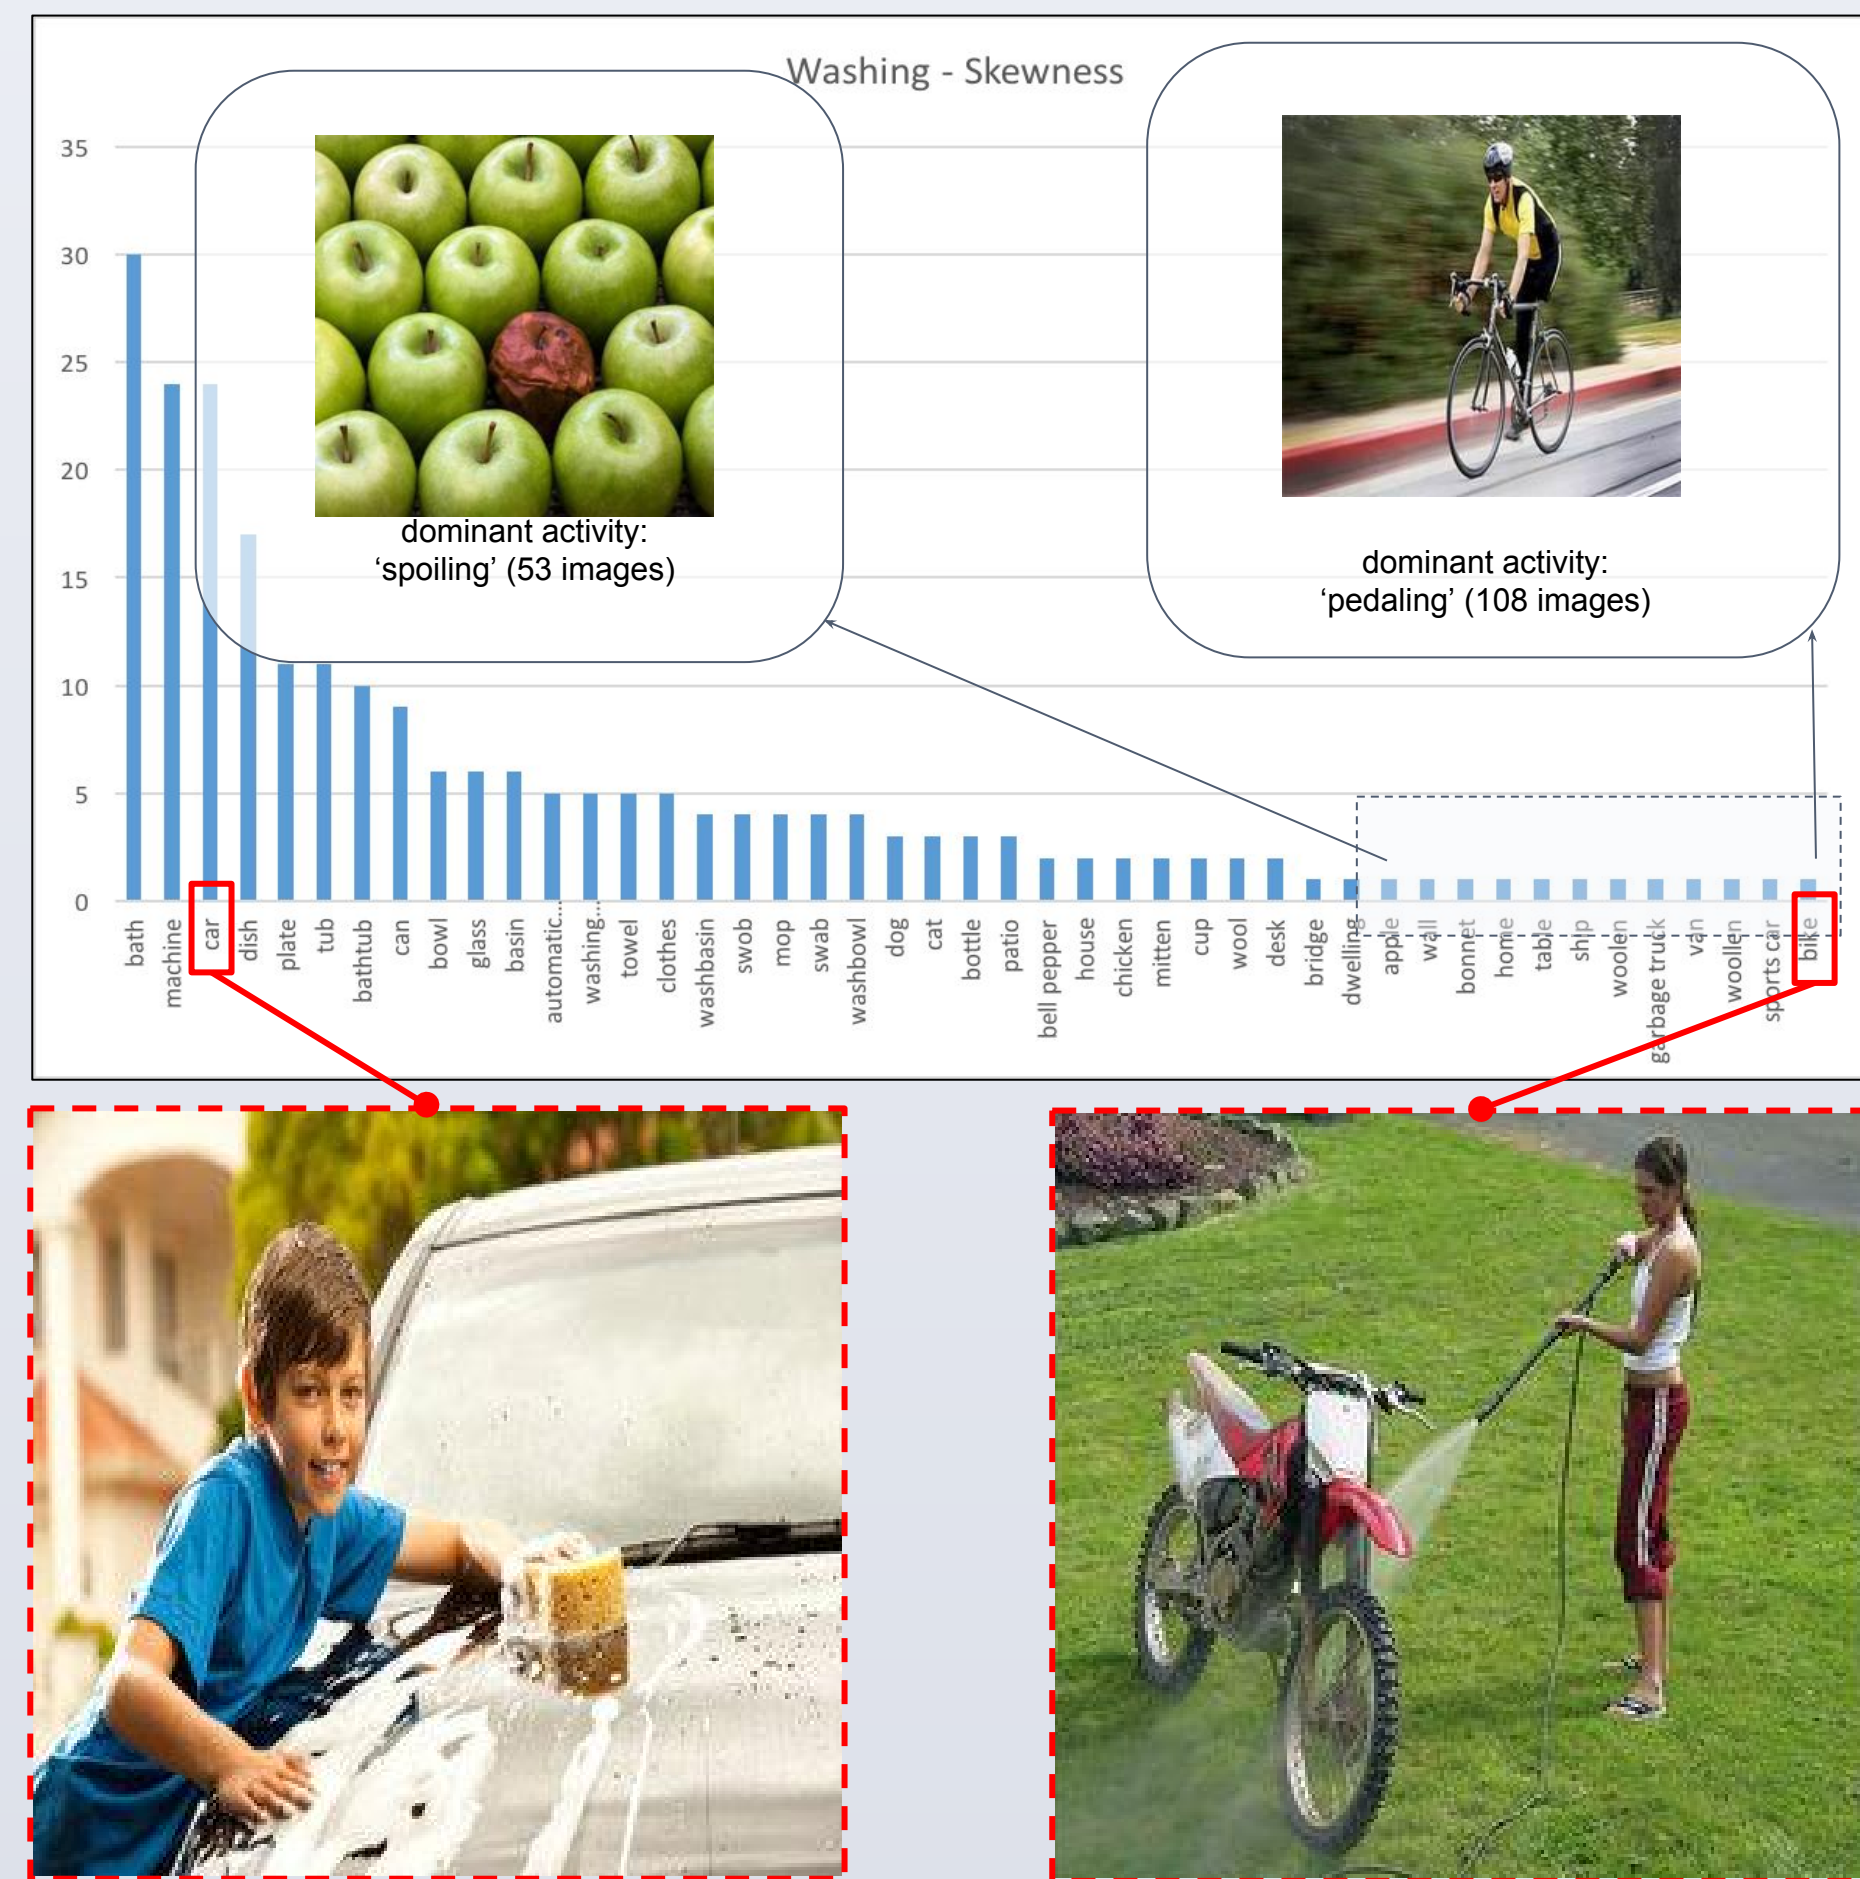 Washing - Skewness
35
30
25
20
15
10
5
0
dominant activity:
‘spoiling’ (53 images)
dominant activity:
‘pedaling’ (108 images)
bath
machine
car
dish
plate
tub
bathtub
can
bowl
glass
basin
automatic...
washing...
towel
clothes
washbasin
swob
mop
swab
washbowl
dog
cat
bottle
patio
bell pepper
house
chicken
mitten
cup
wool
desk
bridge
dwelling
apple
wall
bonnet
home
table
ship
woolen
garbage truck
van
woollen
sports car
bike